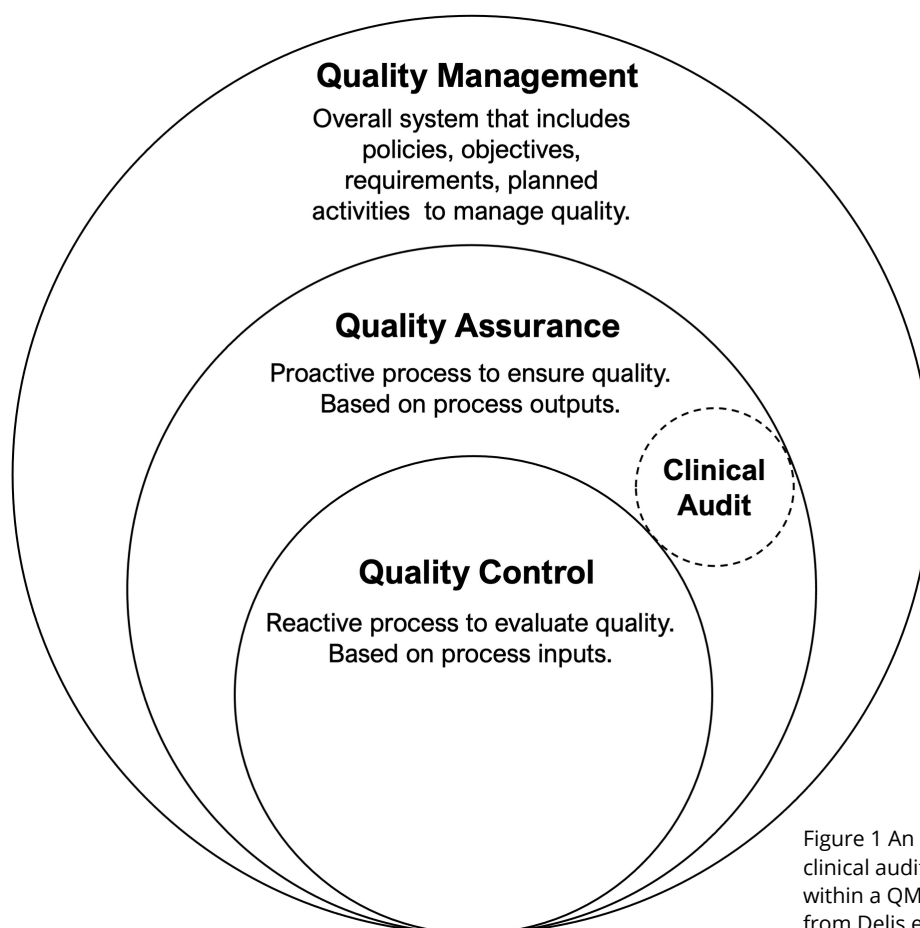 Quality Management
Overall system that includes
policies, objectives,
requirements, planned
activities to manage quality.
Quality Assurance
Proactive process to ensure quality.
Based on process outputs.
Clinical
Audit
Quality Control
Reactive process to evaluate quality.
Based on process inputs.
Figure 1 An
clinical audit
within a QM
from Delis e